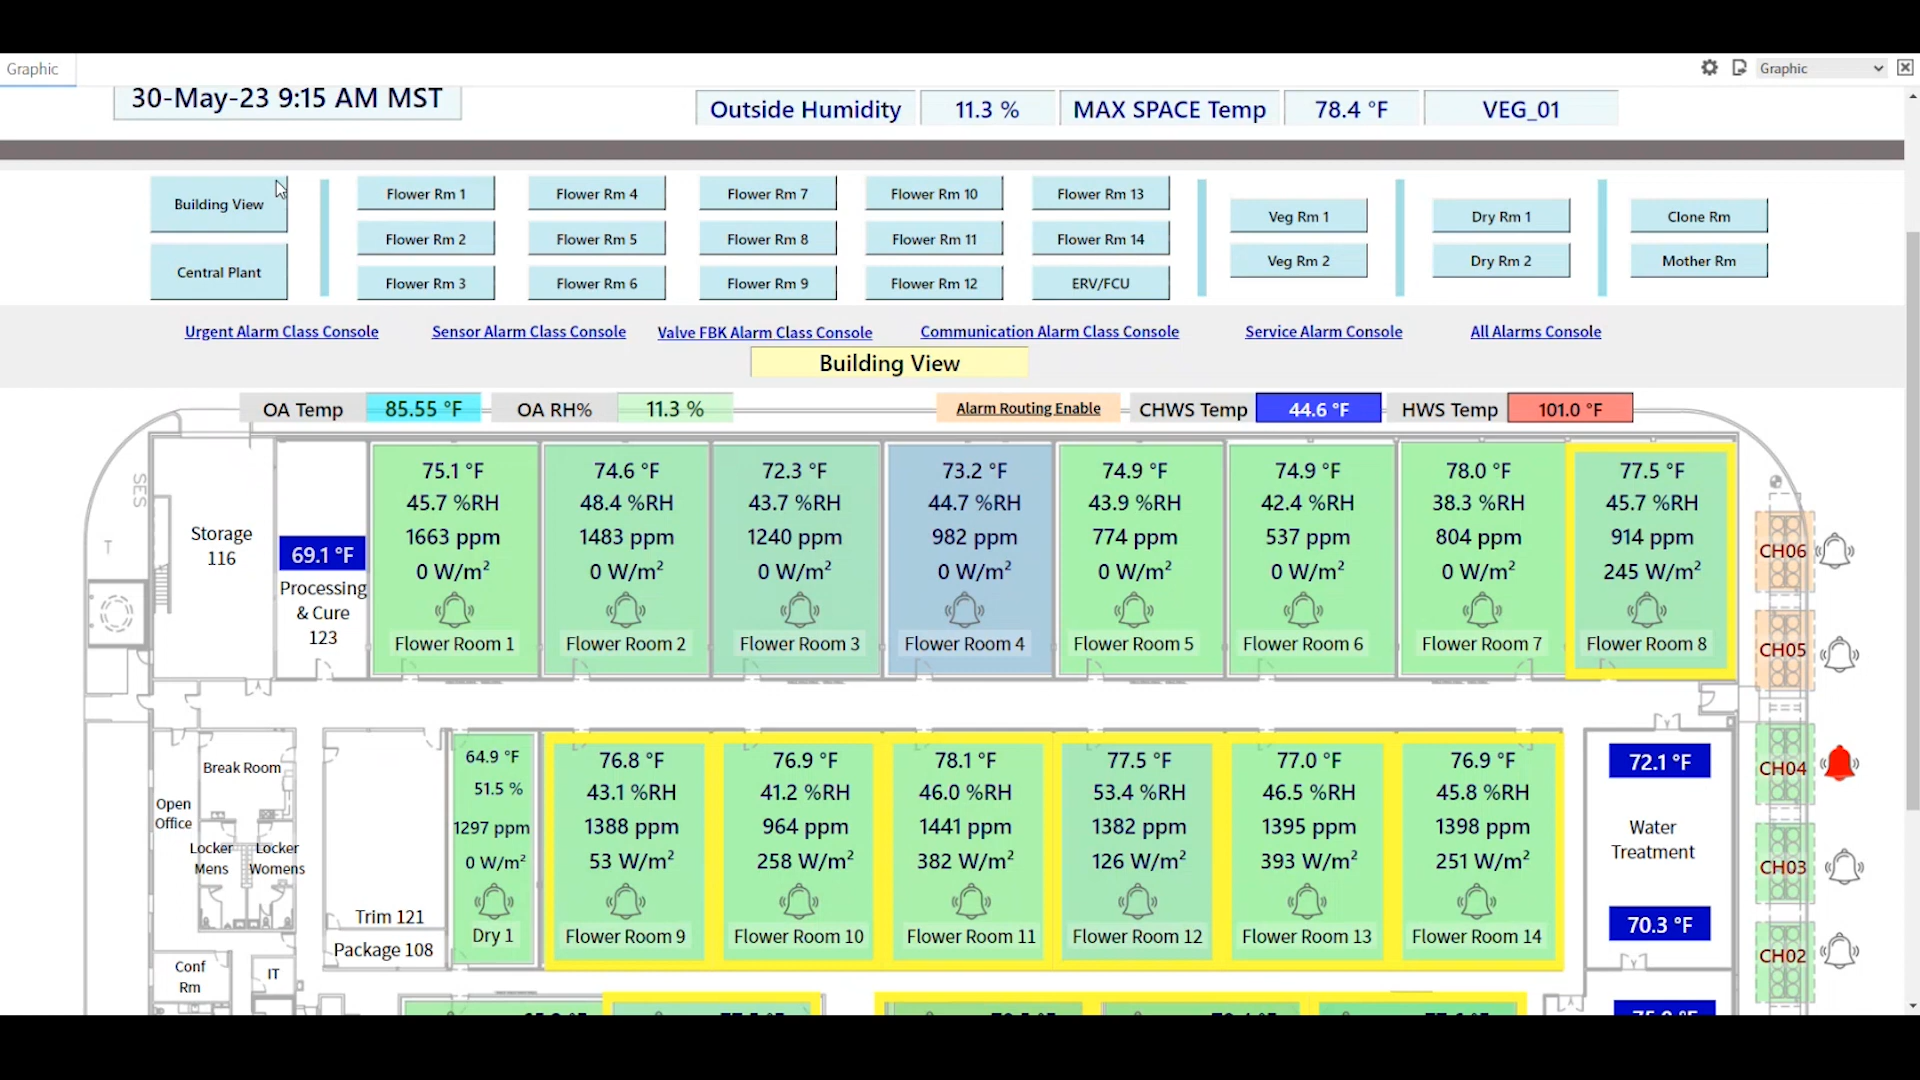 Graphic
Graphic
30-May-23 9:15 AM MST
Outside Humidity 11.3 % MAX SPACE Temp 78.4 °F VEG_01
Building View
Central Plant
Flower Rm 1 Flower Rm 4 Flower Rm 7 Flower Rm 10 Flower Rm 13
Flower Rm 2 Flower Rm 5 Flower Rm 8 Flower Rm 11 Flower Rm 14
Flower Rm 3 Flower Rm 6 Flower Rm 9 Flower Rm 12 ERV/FCU
Veg Rm 1 Dry Rm 1 Clone Rm
Veg Rm 2 Dry Rm 2 Mother Rm
Urgent Alarm Class Console Sensor Alarm Class Console Valve FBK Alarm Class Console Communication Alarm Class Console Service Alarm Console All Alarms Console
Building View
OA Temp 85.55 °F OA RH% 11.3 % Alarm Routing Enable CHWS Temp 44.6 °F HWS Temp 101.0 °F
SES
T
Storage
116
69.1 °F
Processing
& Cure
123
75.1 °F
45.7 %RH
1663 ppm
0 W/m²
Flower Room 1
74.6 °F
48.4 %RH
1483 ppm
0 W/m²
Flower Room 2
72.3 °F
43.7 %RH
1240 ppm
0 W/m²
Flower Room 3
73.2 °F
44.7 %RH
982 ppm
0 W/m²
Flower Room 4
74.9 °F
43.9 %RH
774 ppm
0 W/m²
Flower Room 5
74.9 °F
42.4 %RH
537 ppm
0 W/m²
Flower Room 6
78.0 °F
38.3 %RH
804 ppm
0 W/m²
Flower Room 7
77.5 °F
45.7 %RH
914 ppm
245 W/m²
Flower Room 8
CH06
CH05
CH04
CH03
CH02
Break Room
Open
Office
Locker
Mens
Locker
Womens
Conf
Rm
IT
Trim 121
Package 108
64.9 °F
51.5 %
1297 ppm
0 W/m²
Dry 1
76.8 °F
43.1 %RH
1388 ppm
53 W/m²
Flower Room 9
76.9 °F
41.2 %RH
964 ppm
258 W/m²
Flower Room 10
78.1 °F
46.0 %RH
1441 ppm
382 W/m²
Flower Room 11
77.5 °F
53.4 %RH
1382 ppm
126 W/m²
Flower Room 12
77.0 °F
46.5 %RH
1395 ppm
393 W/m²
Flower Room 13
76.9 °F
45.8 %RH
1398 ppm
251 W/m²
Flower Room 14
72.1 °F
Water
Treatment
70.3 °F